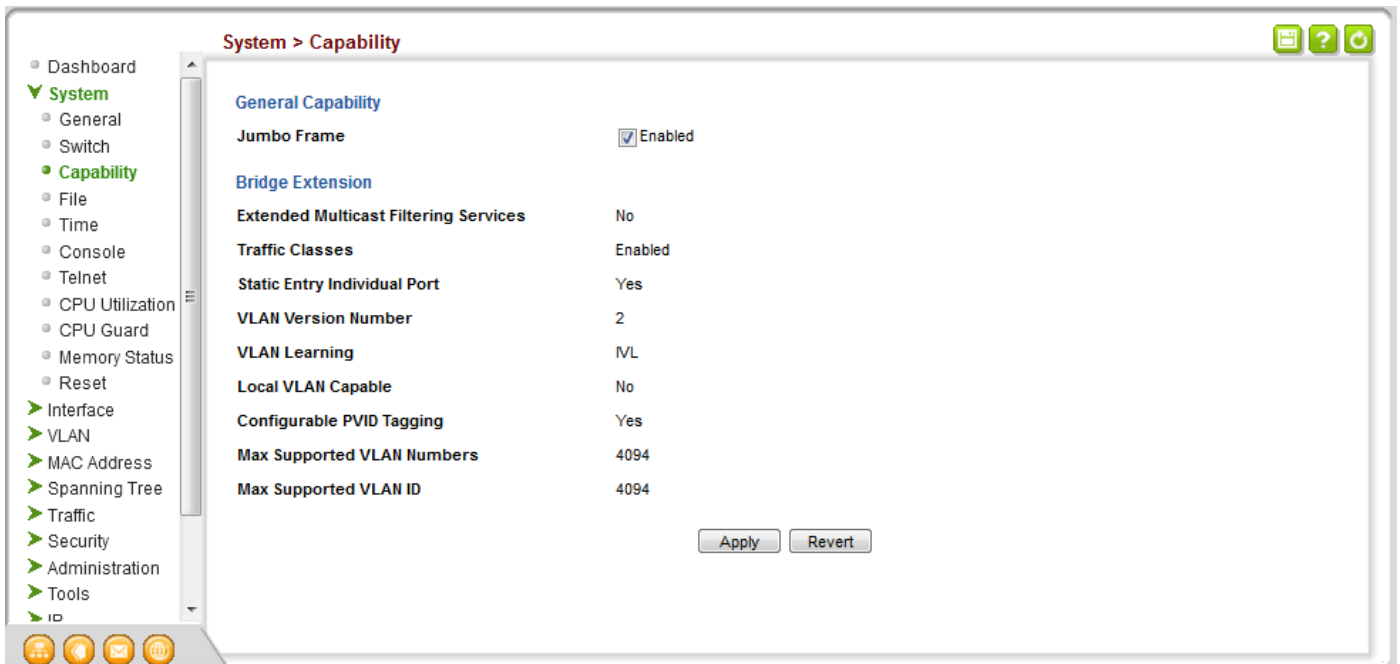 System > Capability
Dashboard
System
General
Switch
Capability
File
Time
Console
Telnet
CPU Utilization
CPU Guard
Memory Status
Reset
Interface
VLAN
MAC Address
Spanning Tree
Traffic
Security
Administration
Tools
IP
General Capability
Jumbo Frame Enabled
Bridge Extension
Extended Multicast Filtering Services No
Traffic Classes Enabled
Static Entry Individual Port Yes
VLAN Version Number 2
VLAN Learning IVL
Local VLAN Capable No
Configurable PVID Tagging Yes
Max Supported VLAN Numbers 4094
Max Supported VLAN ID 4094
Apply Revert